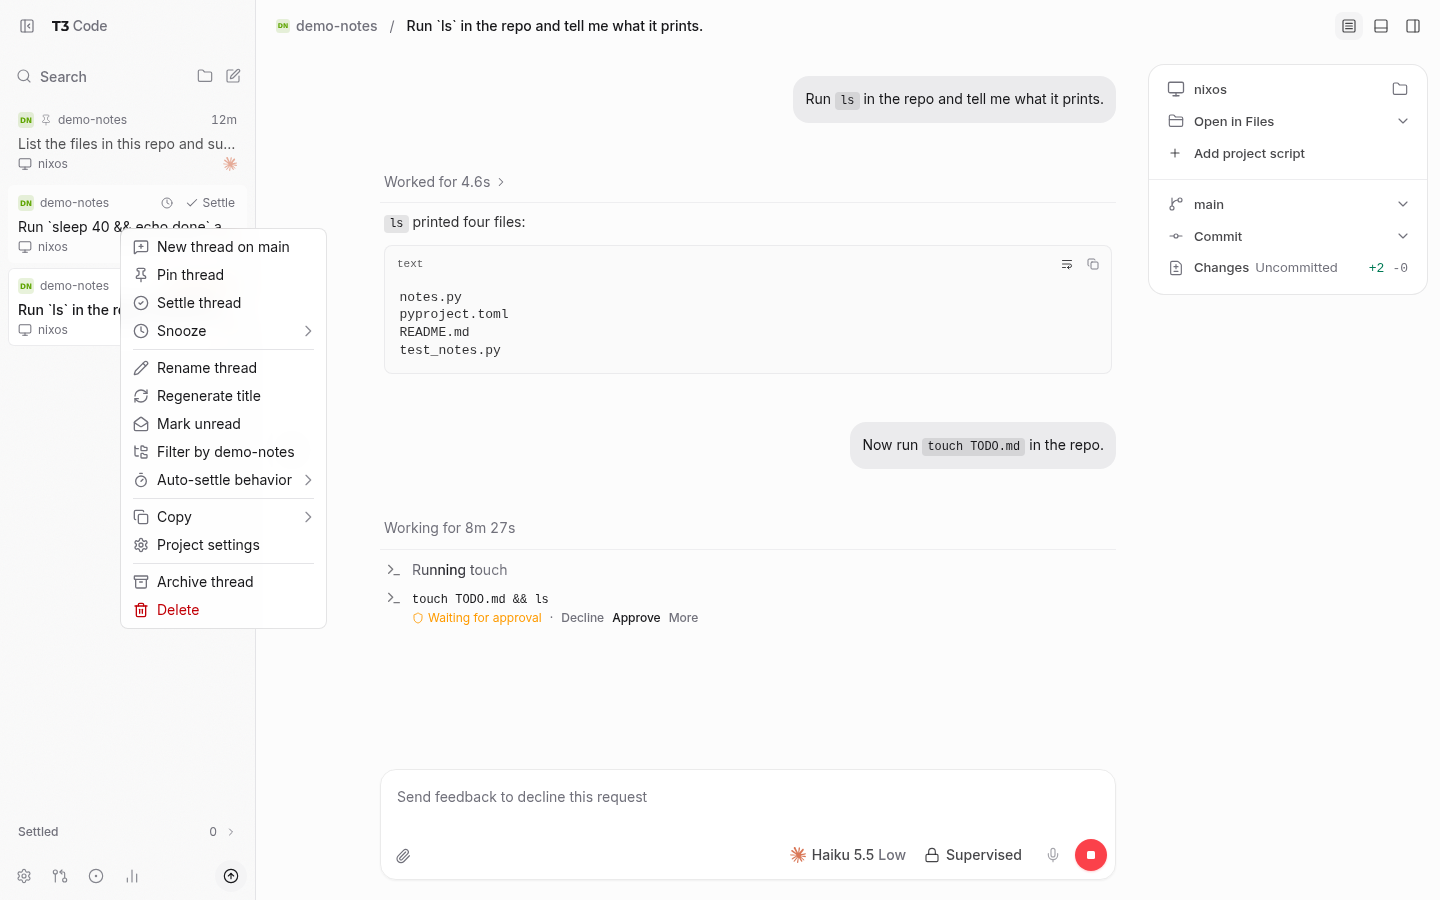 T3 Code
Search
DN demo-notes 12m
List the files in this repo and su...
nixos
DN demo-notes Settle
Run `sleep 40 && echo done` a
nixos
DN demo-notes
Run `ls` in the re
nixos
New thread on main
Pin thread
Settle thread
Snooze
Rename thread
Regenerate title
Mark unread
Filter by demo-notes
Auto-settle behavior
Copy
Project settings
Archive thread
Delete
Settled 0
DN demo-notes / Run `ls` in the repo and tell me what it prints.
Run ls in the repo and tell me what it prints.
Worked for 4.6s
ls printed four files:
text
notes.py
pyproject.toml
README.md
test_notes.py
Now run touch TODO.md in the repo.
Working for 8m 27s
Running touch
touch TODO.md && ls
Waiting for approval · Decline Approve More
Send feedback to decline this request
Haiku 5.5 Low Supervised
nixos
Open in Files
Add project script
main
Commit
Changes Uncommitted +2 -0